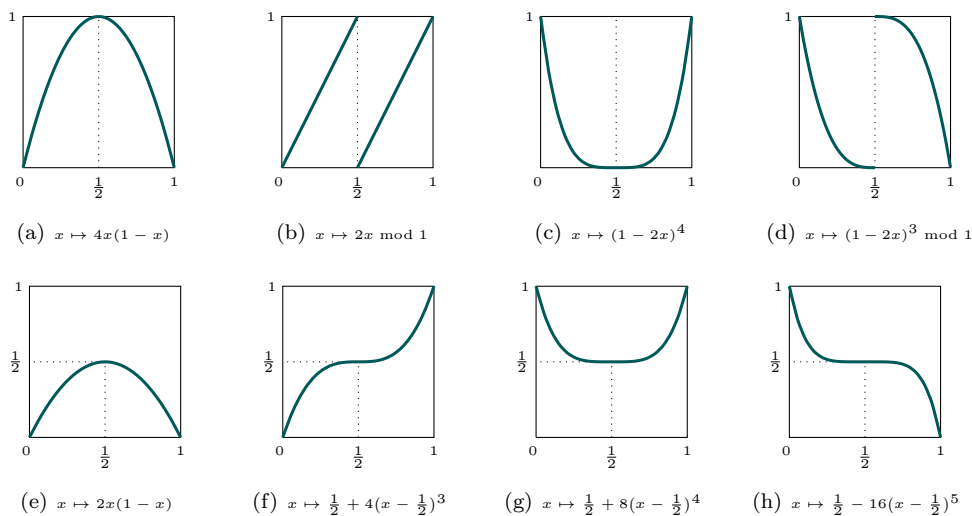 1 1 1 1
0 1/2 1 0 1/2 1 0 1/2 1 0 1/2 1
(a) x ↦ 4x(1 − x) (b) x ↦ 2x mod 1 (c) x ↦ (1 − 2x)⁴ (d) x ↦ (1 − 2x)³ mod 1
1 1 1 1
1/2 1/2 1/2 1/2
0 1/2 1 0 1/2 1 0 1/2 1 0 1/2 1
(e) x ↦ 2x(1 − x) (f) x ↦ 1/2 + 4(x − 1/2)³ (g) x ↦ 1/2 + 8(x − 1/2)⁴ (h) x ↦ 1/2 − 16(x − 1/2)⁵